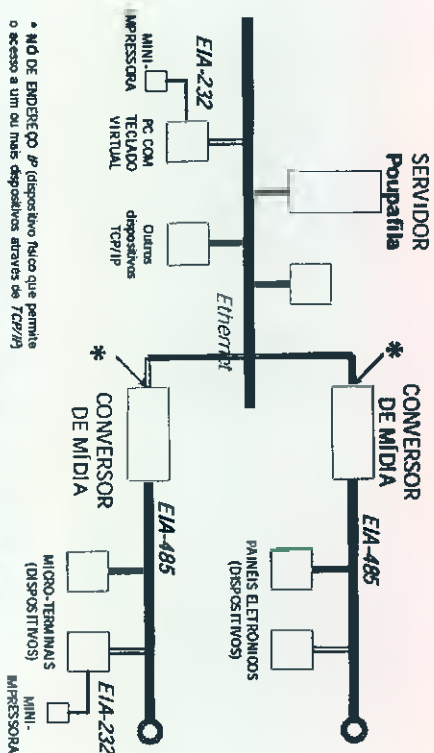 SERVIDOR
Poupafila
* CONVERSOR
DE MÍDIA
EIA-485
PAINÉIS ELETRÔNICOS
(DISPOSITIVOS)
Ethernet
EIA-232
MINI-
IMPRESSORA
PC COM
TECLADO
VIRTUAL
Outros
dispositivos
TCP/IP
*
CONVERSOR
DE MÍDIA
EIA-485
MICRO-TERMINAIS
(DISPOSITIVOS)
EIA-232
MINI-
IMPRESSORA
* NÓ DE ENDEREÇO IP (dispositivo físico que permite
o acesso a um ou mais dispositivos através de TCP/IP)